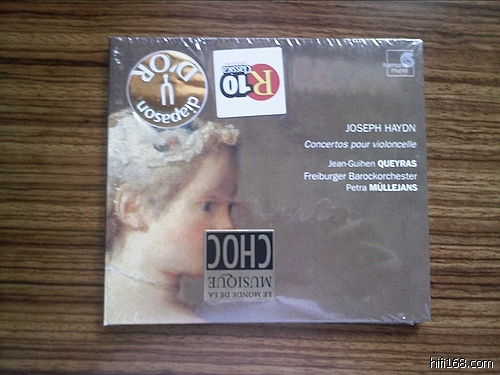 diapason
D'OR
R10
Classica
harmonia
mundi
JOSEPH HAYDN
Concertos pour violoncelle
Jean-Guihen QUEYRAS
Freiburger Barockorchester
Petra MÜLLEJANS
LE MONDE DE LA
MUSIQUE
CHOC
hifi168.com